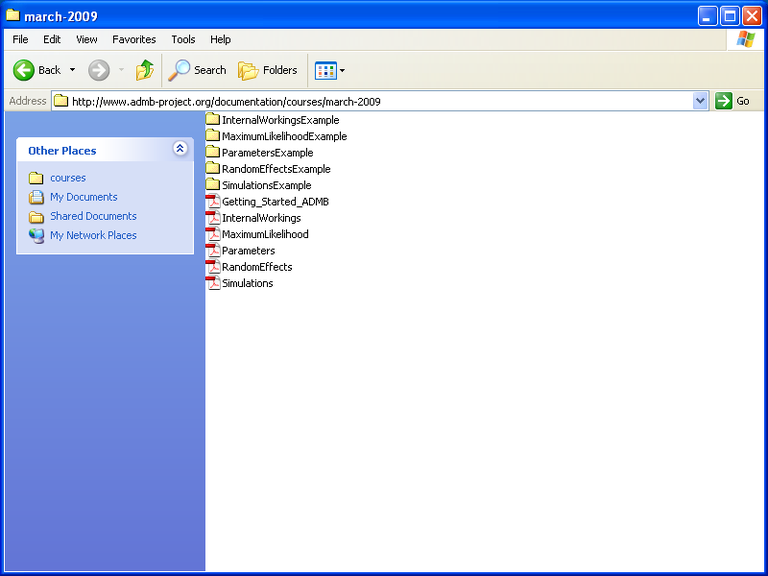 march-2009
File Edit View Favorites Tools Help
Back Search Folders
Address http://www.admb-project.org/documentation/courses/march-2009 Go
Other Places
courses
My Documents
Shared Documents
My Network Places
InternalWorkingsExample
MaximumLikelihoodExample
ParametersExample
RandomEffectsExample
SimulationsExample
Getting_Started_ADMB
InternalWorkings
MaximumLikelihood
Parameters
RandomEffects
Simulations